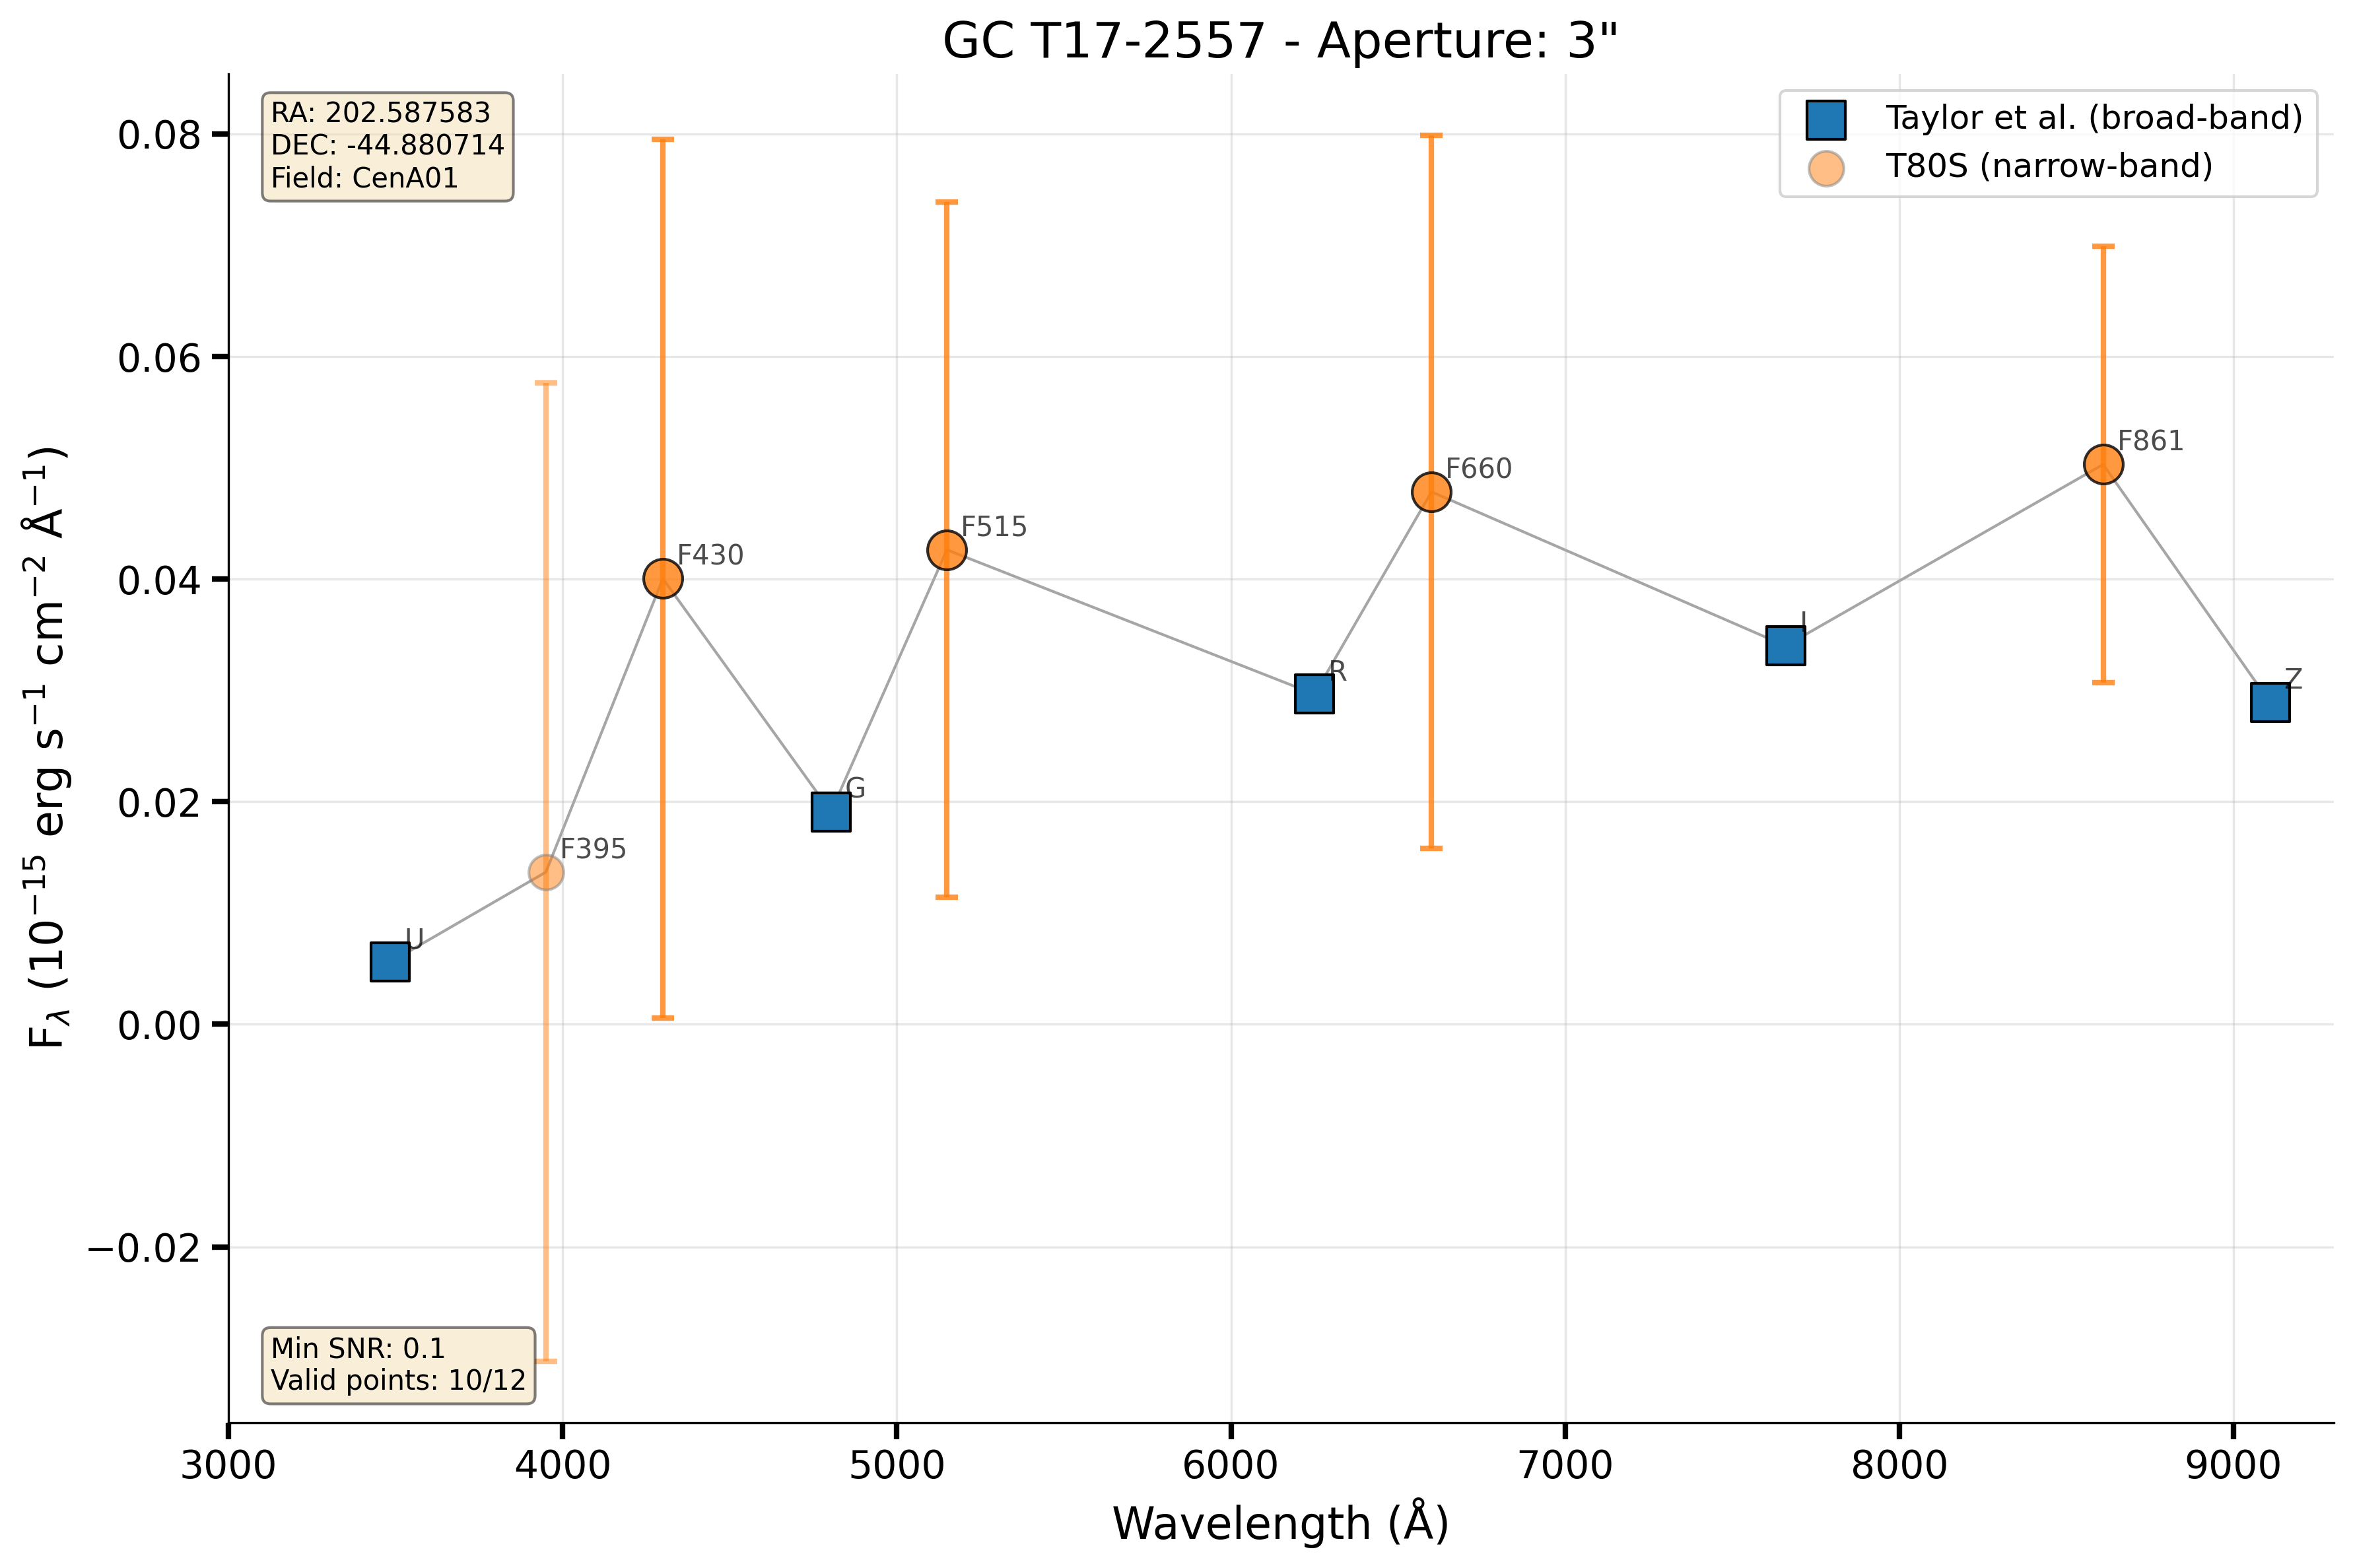 GC T17-2557 - Aperture: 3"
RA: 202.587583
DEC: -44.880714
Field: CenA01
Taylor et al. (broad-band)
T80S (narrow-band)
0.08
0.06
0.04
0.02
0.00
−0.02
F_λ (10⁻¹⁵ erg s⁻¹ cm⁻² Å⁻¹)
U
F395
F430
G
F515
R
F660
I
F861
Z
Min SNR: 0.1
Valid points: 10/12
3000 4000 5000 6000 7000 8000 9000
Wavelength (Å)